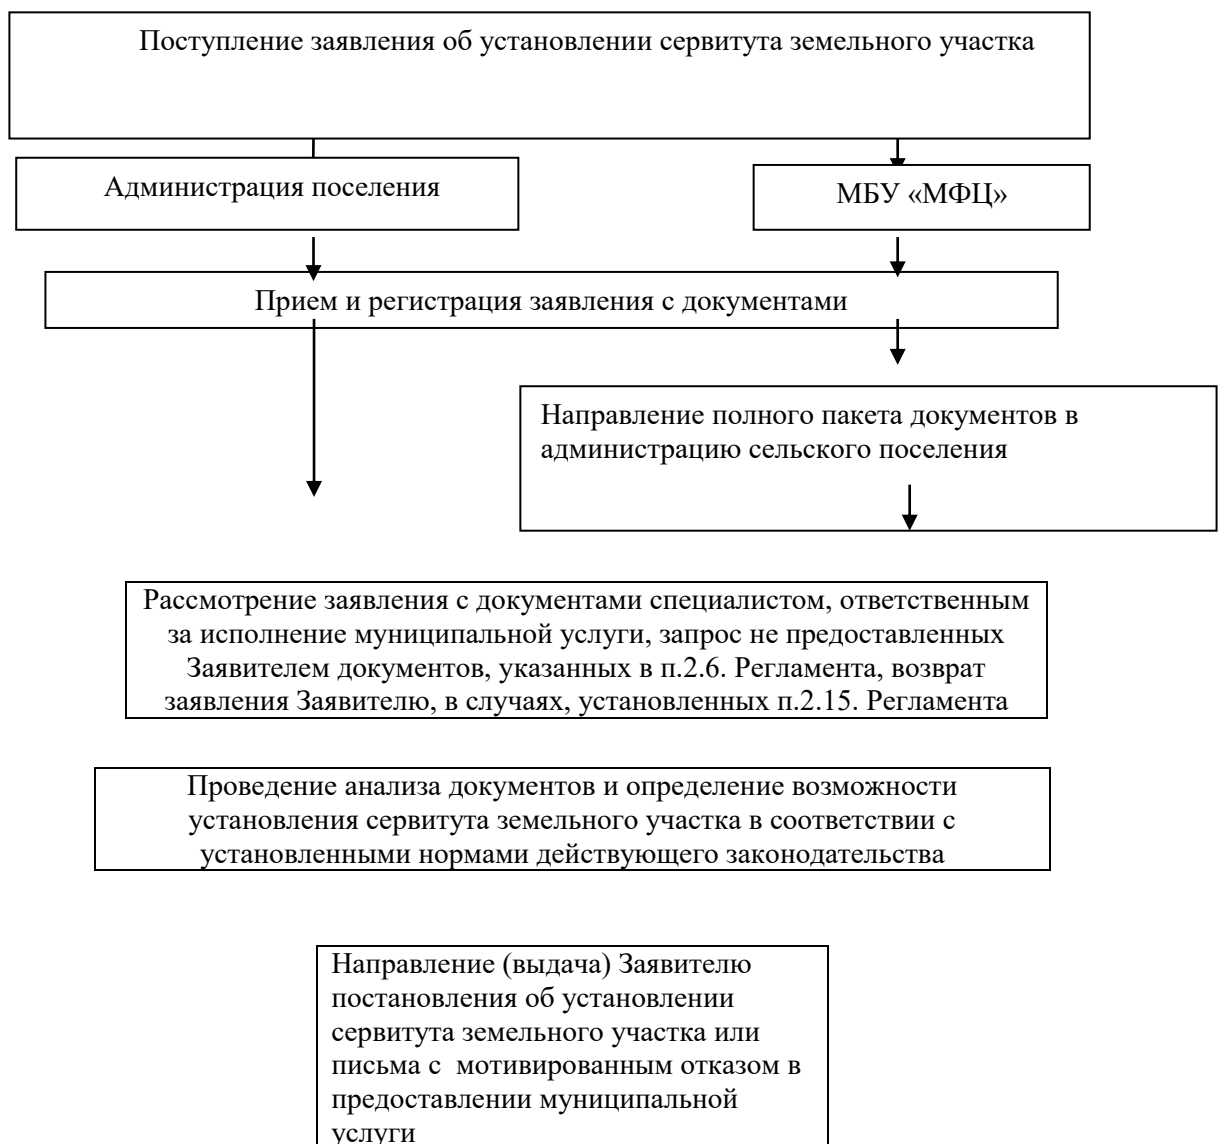 Поступление заявления об установлении сервитута земельного участка
Администрация поселения
МБУ «МФЦ»
Прием и регистрация заявления с документами
Направление полного пакета документов в
администрацию сельского поселения
Рассмотрение заявления с документами специалистом, ответственным
за исполнение муниципальной услуги, запрос не предоставленных
Заявителем документов, указанных в п.2.6. Регламента, возврат
заявления Заявителю, в случаях, установленных п.2.15. Регламента
Проведение анализа документов и определение возможности
установления сервитута земельного участка в соответствии с
установленными нормами действующего законодательства
Направление (выдача) Заявителю
постановления об установлении
сервитута земельного участка или
письма с  мотивированным отказом в
предоставлении муниципальной
услуги